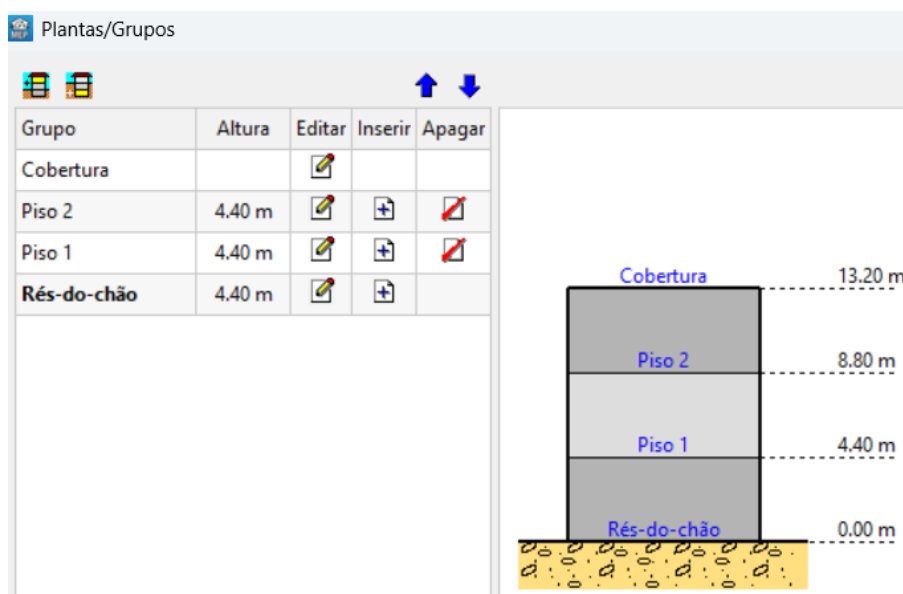 MEP Plantas/Grupos
Grupo Altura Editar Inserir Apagar
Cobertura
Piso 2 4.40 m
Piso 1 4.40 m
Rés-do-chão 4.40 m
Cobertura 13.20 m
Piso 2 8.80 m
Piso 1 4.40 m
Rés-do-chão 0.00 m